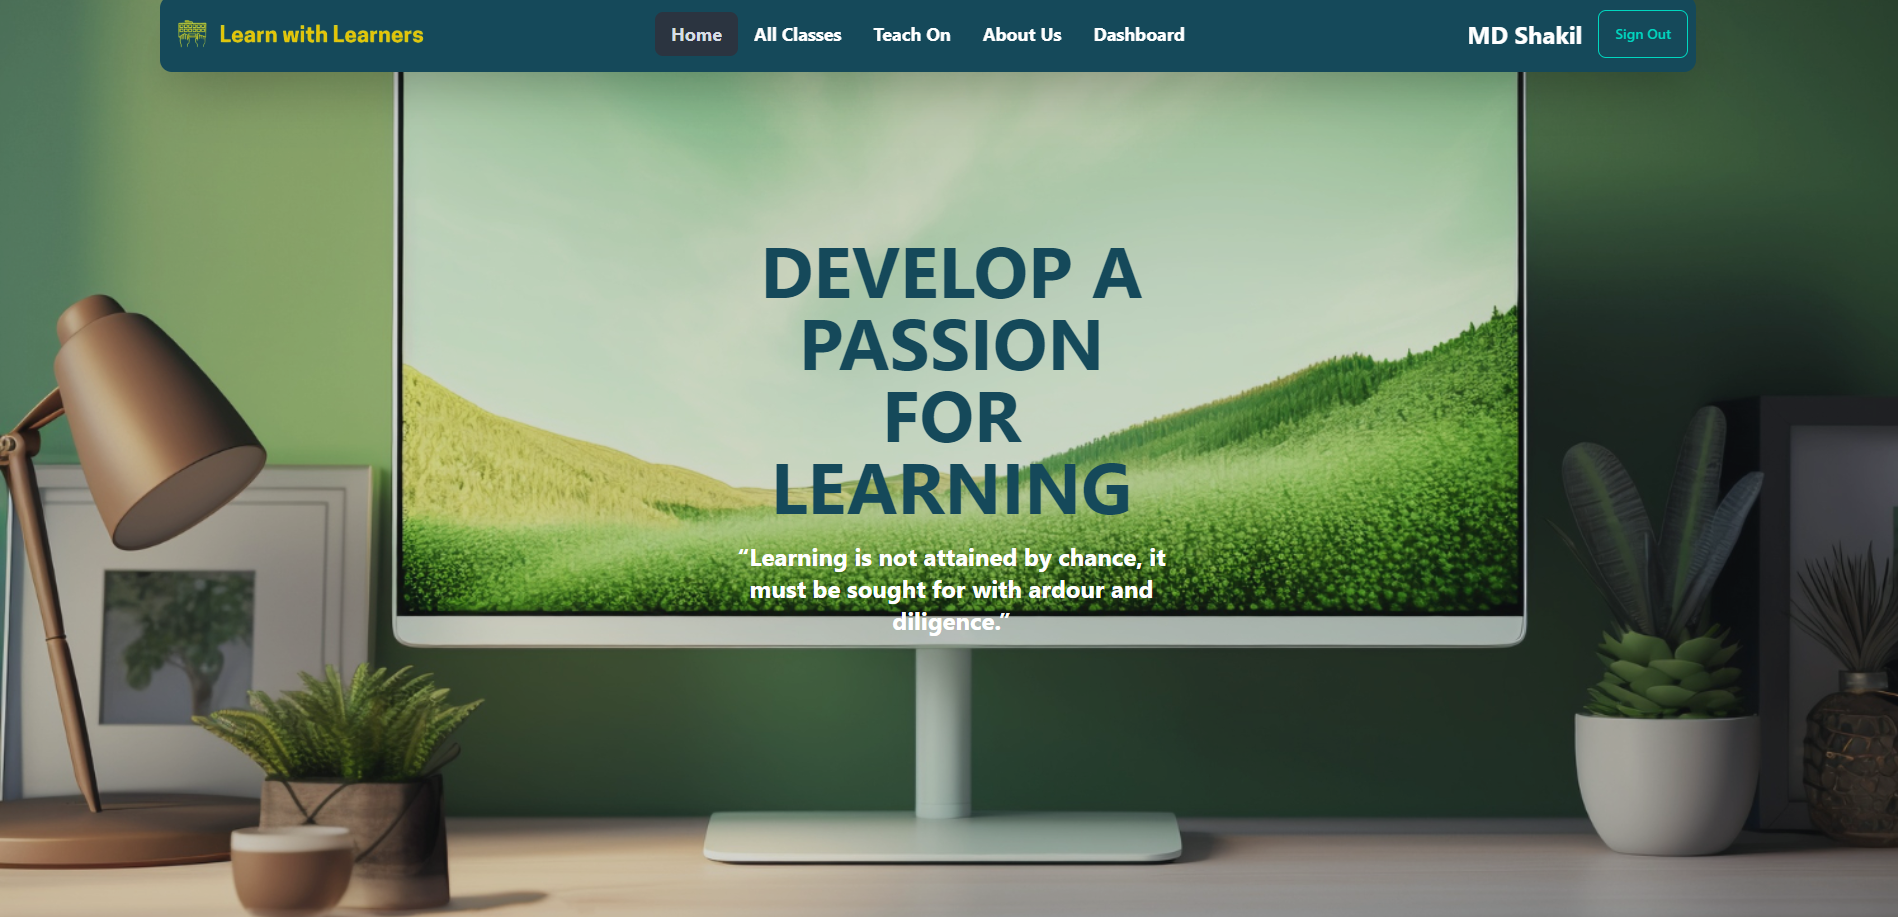 Learn with Learners
Home
All Classes
Teach On
About Us
Dashboard
MD Shakil
Sign Out
DEVELOP A
PASSION
FOR
LEARNING
“Learning is not attained by chance, it
must be sought for with ardour and
diligence.”